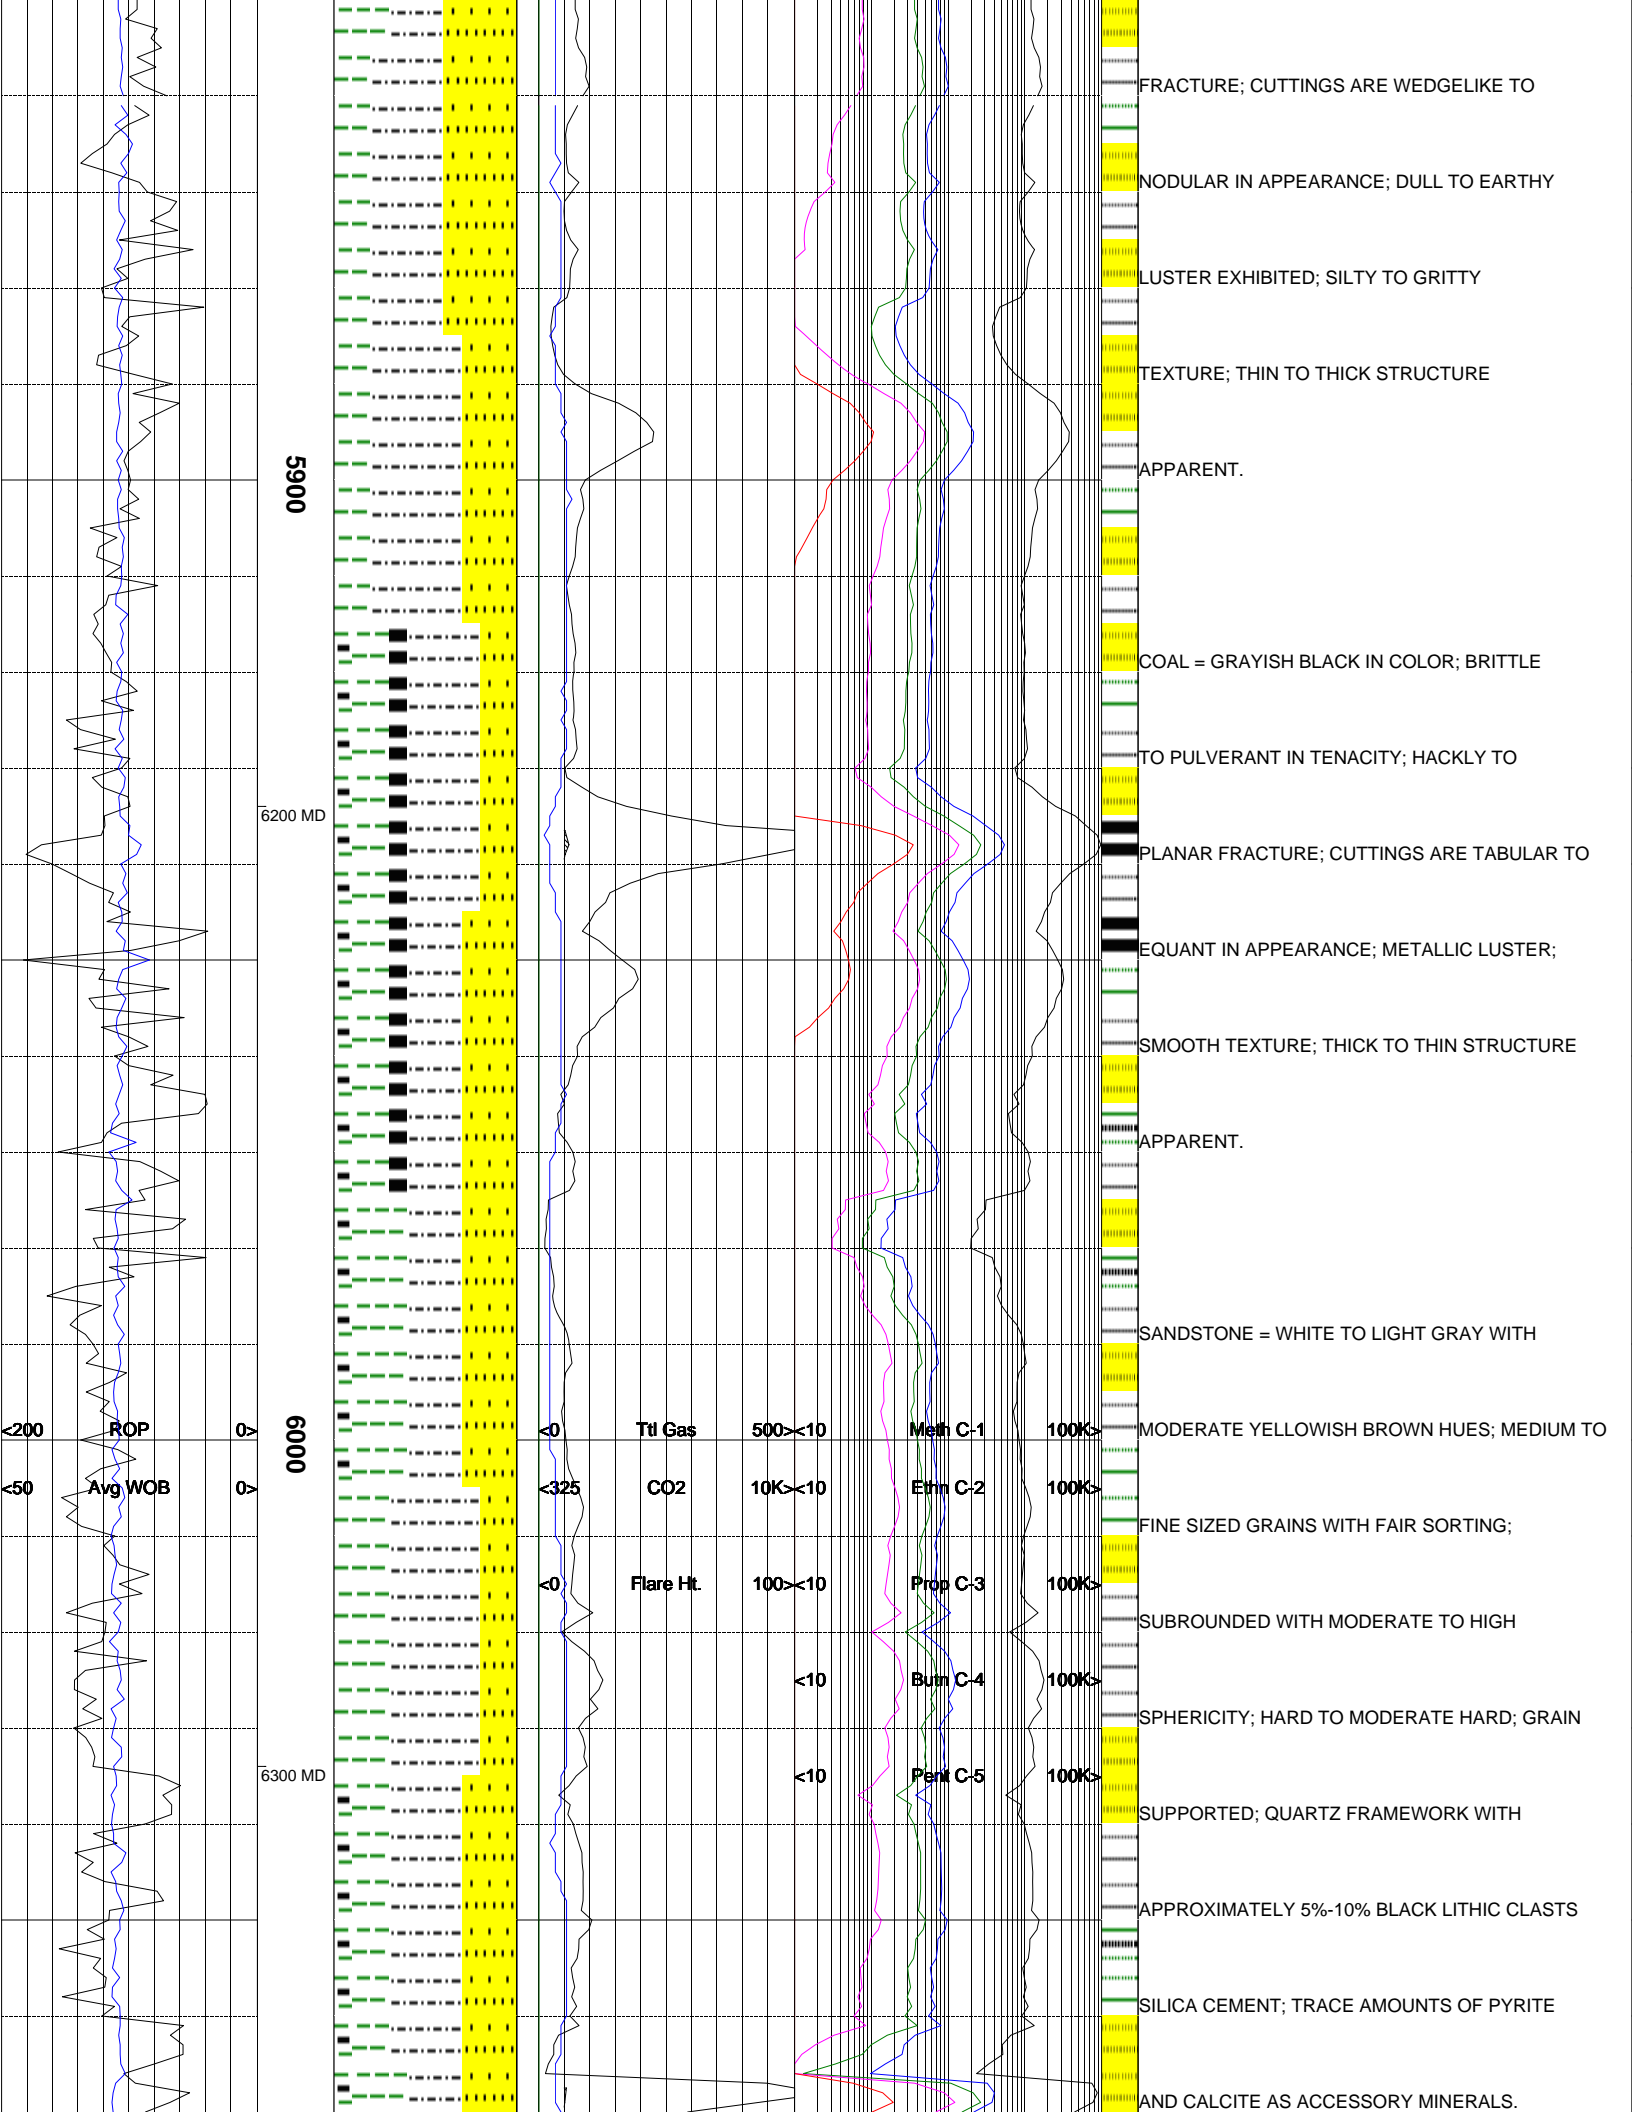 FRACTURE; CUTTINGS ARE WEDGELIKE TO
NODULAR IN APPEARANCE; DULL TO EARTHY
LUSTER EXHIBITED; SILTY TO GRITTY
TEXTURE; THIN TO THICK STRUCTURE
5900
APPARENT.
COAL = GRAYISH BLACK IN COLOR; BRITTLE
TO PULVERANT IN TENACITY; HACKLY TO
6200 MD
PLANAR FRACTURE; CUTTINGS ARE TABULAR TO
EQUANT IN APPEARANCE; METALLIC LUSTER;
SMOOTH TEXTURE; THICK TO THIN STRUCTURE
APPARENT.
SANDSTONE = WHITE TO LIGHT GRAY WITH
<200 ROP 0> 6000 <0 Ttl Gas 500> <10 Meth C-1 100K> MODERATE YELLOWISH BROWN HUES; MEDIUM TO
<50 Avg WOB 0> <325 CO2 10K> <10 Ethn C-2 100K>
FINE SIZED GRAINS WITH FAIR SORTING;
<0 Flare Ht. 100> <10 Prop C-3 100K>
SUBROUNDED WITH MODERATE TO HIGH
<10 Butn C-4 100K>
SPHERICITY; HARD TO MODERATE HARD; GRAIN
6300 MD <10 Pent C-5 100K>
SUPPORTED; QUARTZ FRAMEWORK WITH
APPROXIMATELY 5%-10% BLACK LITHIC CLASTS
SILICA CEMENT; TRACE AMOUNTS OF PYRITE
AND CALCITE AS ACCESSORY MINERALS.